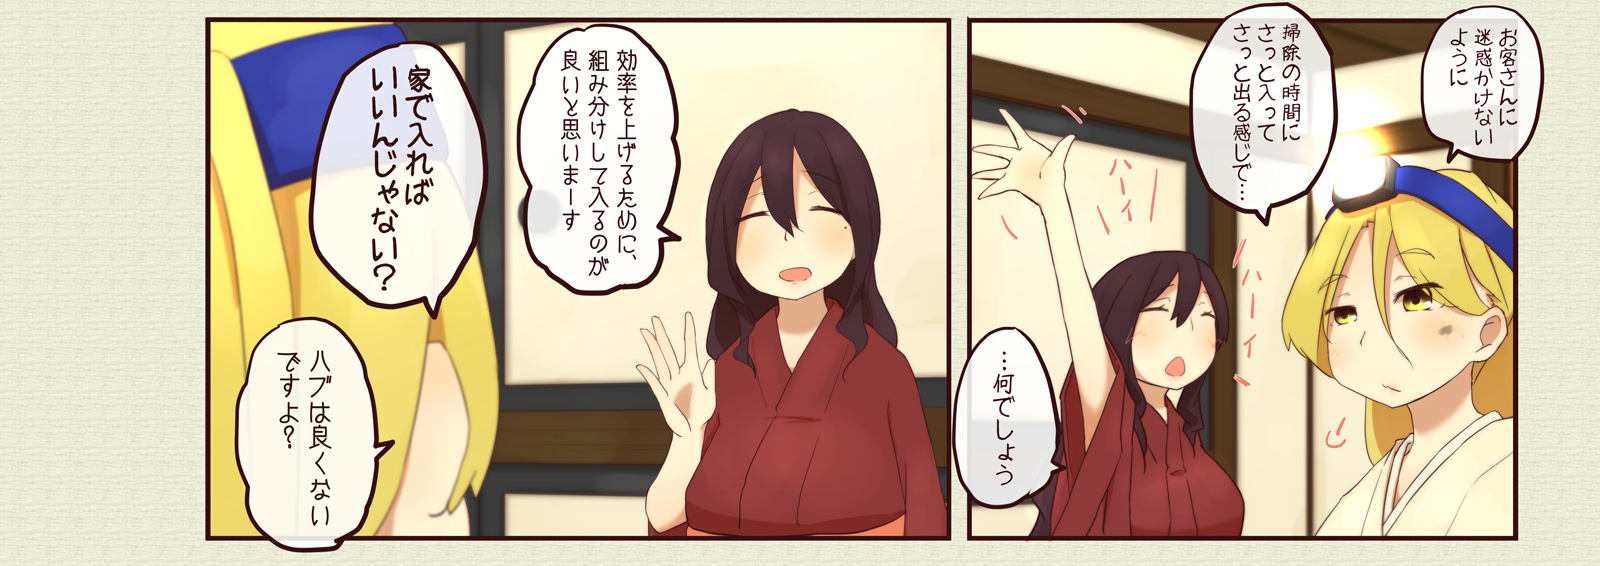 お客さんに
迷惑かけない
ように
掃除の時間に
さっと入って
さっと出る感じで…
ハーィ
ハーィ
…何でしょう
効率を上げるために、
組み分けして入るのが
良いと思いまーす
家で入れば
いいんじゃない？
ハブは良くない
ですよ？